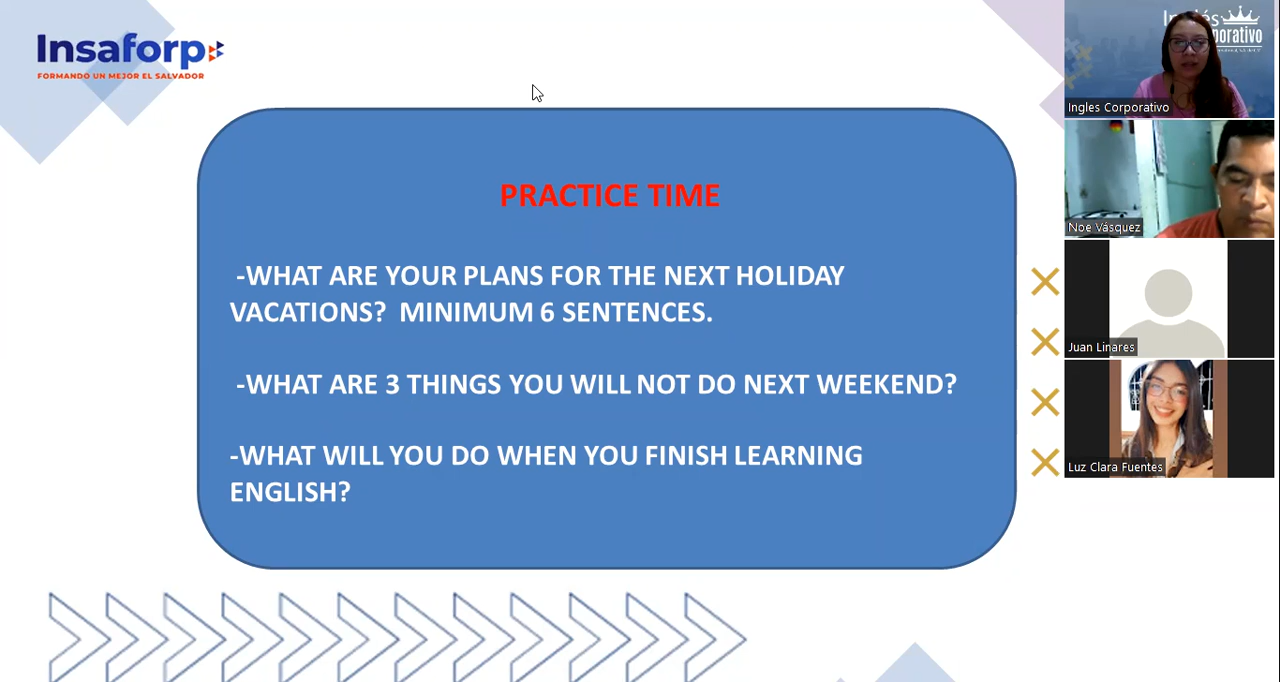 Insaforp
FORMANDO UN MEJOR EL SALVADOR
PRACTICE TIME
-WHAT ARE YOUR PLANS FOR THE NEXT HOLIDAY
VACATIONS?  MINIMUM 6 SENTENCES.
-WHAT ARE 3 THINGS YOU WILL NOT DO NEXT WEEKEND?
-WHAT WILL YOU DO WHEN YOU FINISH LEARNING
ENGLISH?
Ingles Corporativo
Noe Vásquez
Juan Linares
Luz Clara Fuentes